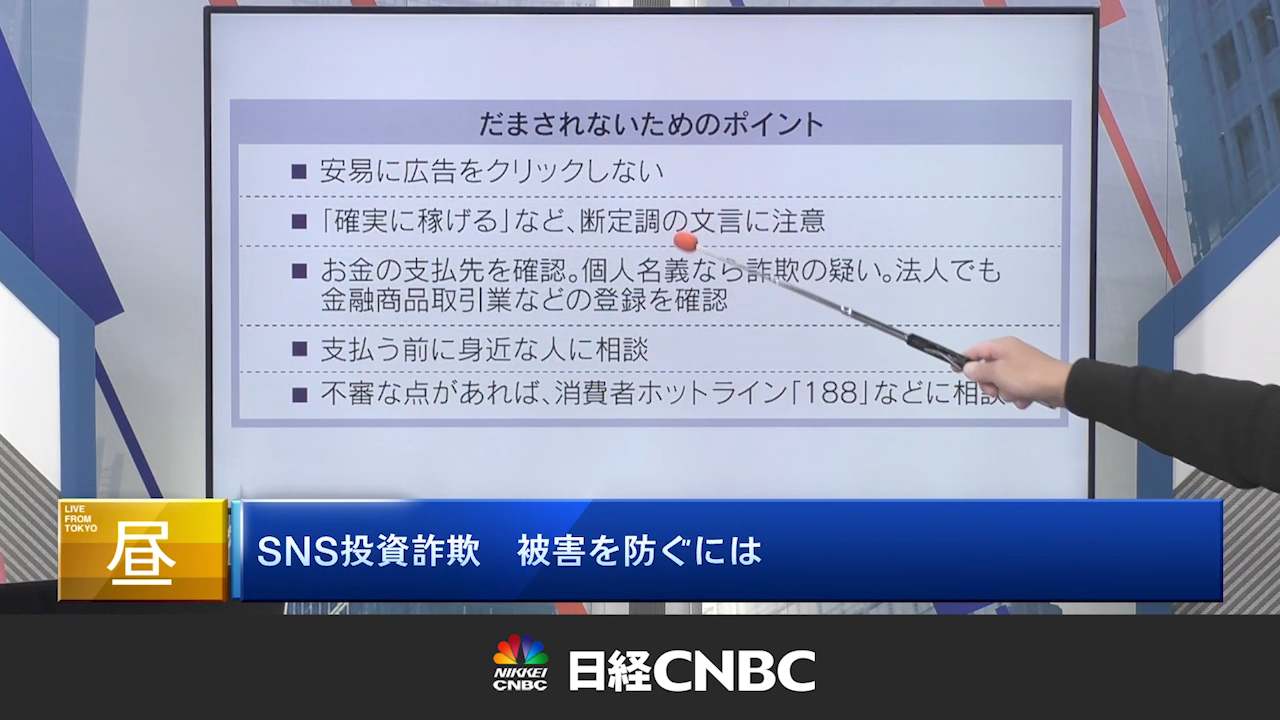 だまされないためのポイント
■ 安易に広告をクリックしない
■ 「確実に稼げる」など、断定調の文言に注意
■ お金の支払先を確認。個人名義なら詐欺の疑い。法人でも
金融商品取引業などの登録を確認
■ 支払う前に身近な人に相談
■ 不審な点があれば、消費者ホットライン「188」などに相談
LIVE
FROM
TOKYO
昼
SNS投資詐欺　被害を防ぐには
NIKKEI
CNBC
日経CNBC